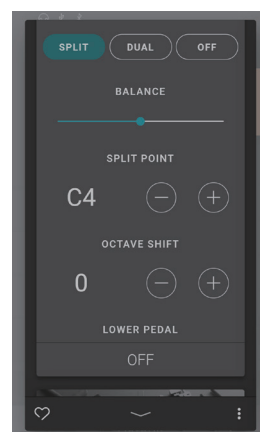 SPLIT DUAL OFF
BALANCE
SPLIT POINT
C4
OCTAVE SHIFT
0
LOWER PEDAL
OFF